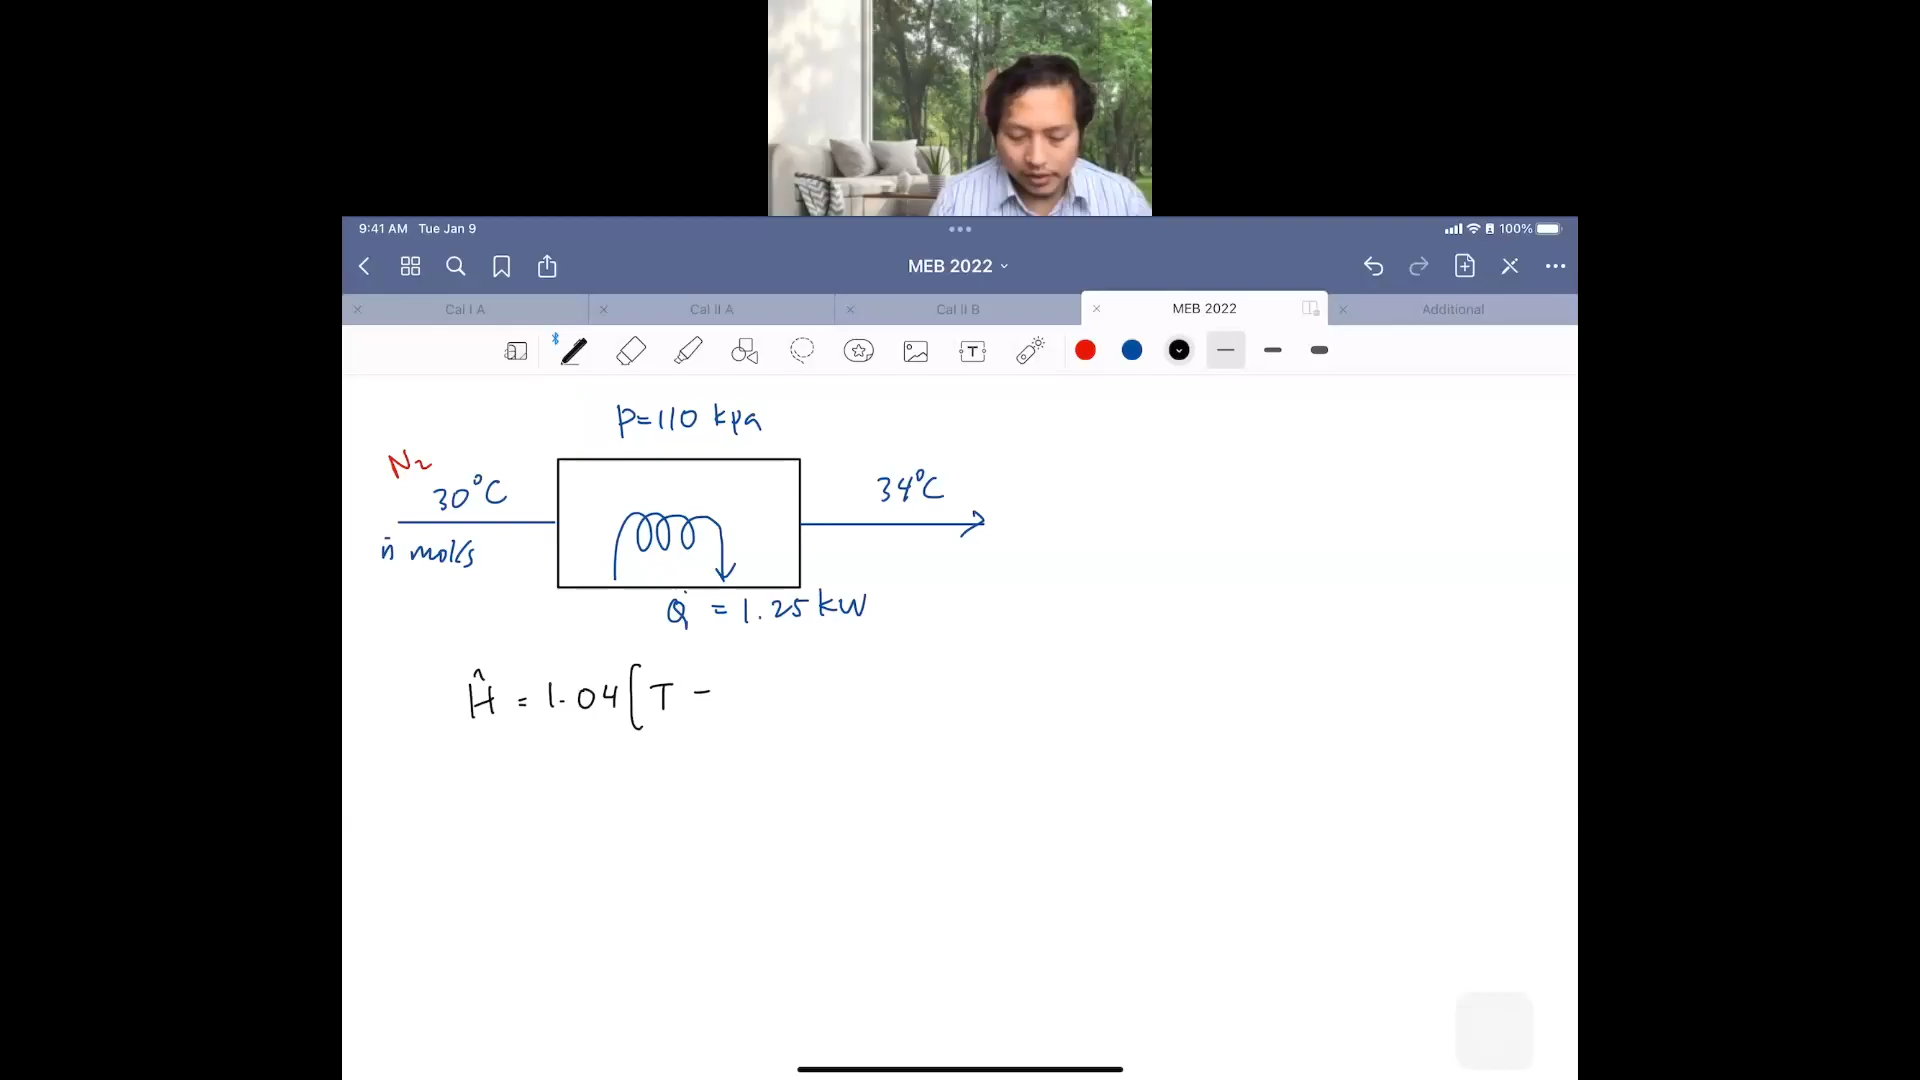 9:41 AM Tue Jan 9
100%
MEB 2022
Cal I A
Cal II A
Cal II B
MEB 2022
Additional
T
P=110 kpa
N2
30°C
34°C
ṅ mol/s
Q̇ = 1.25 kW
Ĥ = 1.04[T -